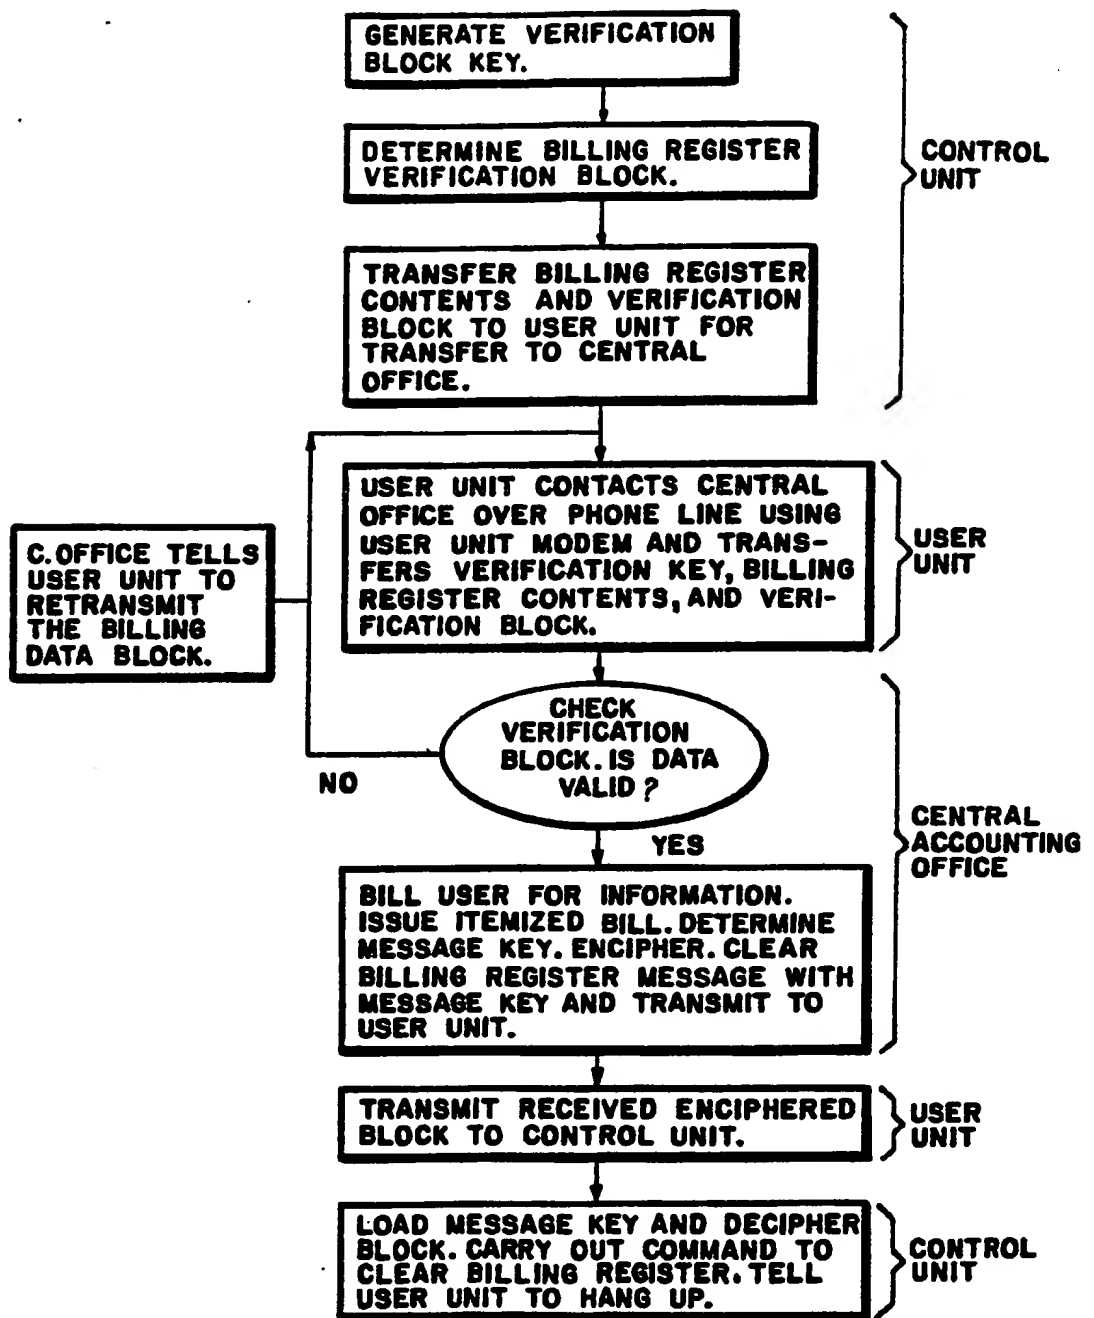 GENERATE VERIFICATION
BLOCK KEY.
DETERMINE BILLING REGISTER
VERIFICATION BLOCK.
CONTROL
UNIT
TRANSFER BILLING REGISTER
CONTENTS AND VERIFICATION
BLOCK TO USER UNIT FOR
TRANSFER TO CENTRAL
OFFICE.
USER UNIT CONTACTS CENTRAL
OFFICE OVER PHONE LINE USING
USER UNIT MODEM AND TRANS-
FERS VERIFICATION KEY, BILLING
REGISTER CONTENTS, AND VERI-
FICATION BLOCK.
USER
UNIT
C. OFFICE TELLS
USER UNIT TO
RETRANSMIT
THE BILLING
DATA BLOCK.
CHECK
VERIFICATION
BLOCK. IS DATA
VALID?
NO
YES
CENTRAL
ACCOUNTING
OFFICE
BILL USER FOR INFORMATION.
ISSUE ITEMIZED BILL. DETERMINE
MESSAGE KEY. ENCIPHER. CLEAR
BILLING REGISTER MESSAGE WITH
MESSAGE KEY AND TRANSMIT TO
USER UNIT.
TRANSMIT RECEIVED ENCIPHERED
BLOCK TO CONTROL UNIT.
USER
UNIT
LOAD MESSAGE KEY AND DECIPHER
BLOCK. CARRY OUT COMMAND TO
CLEAR BILLING REGISTER. TELL
USER UNIT TO HANG UP.
CONTROL
UNIT